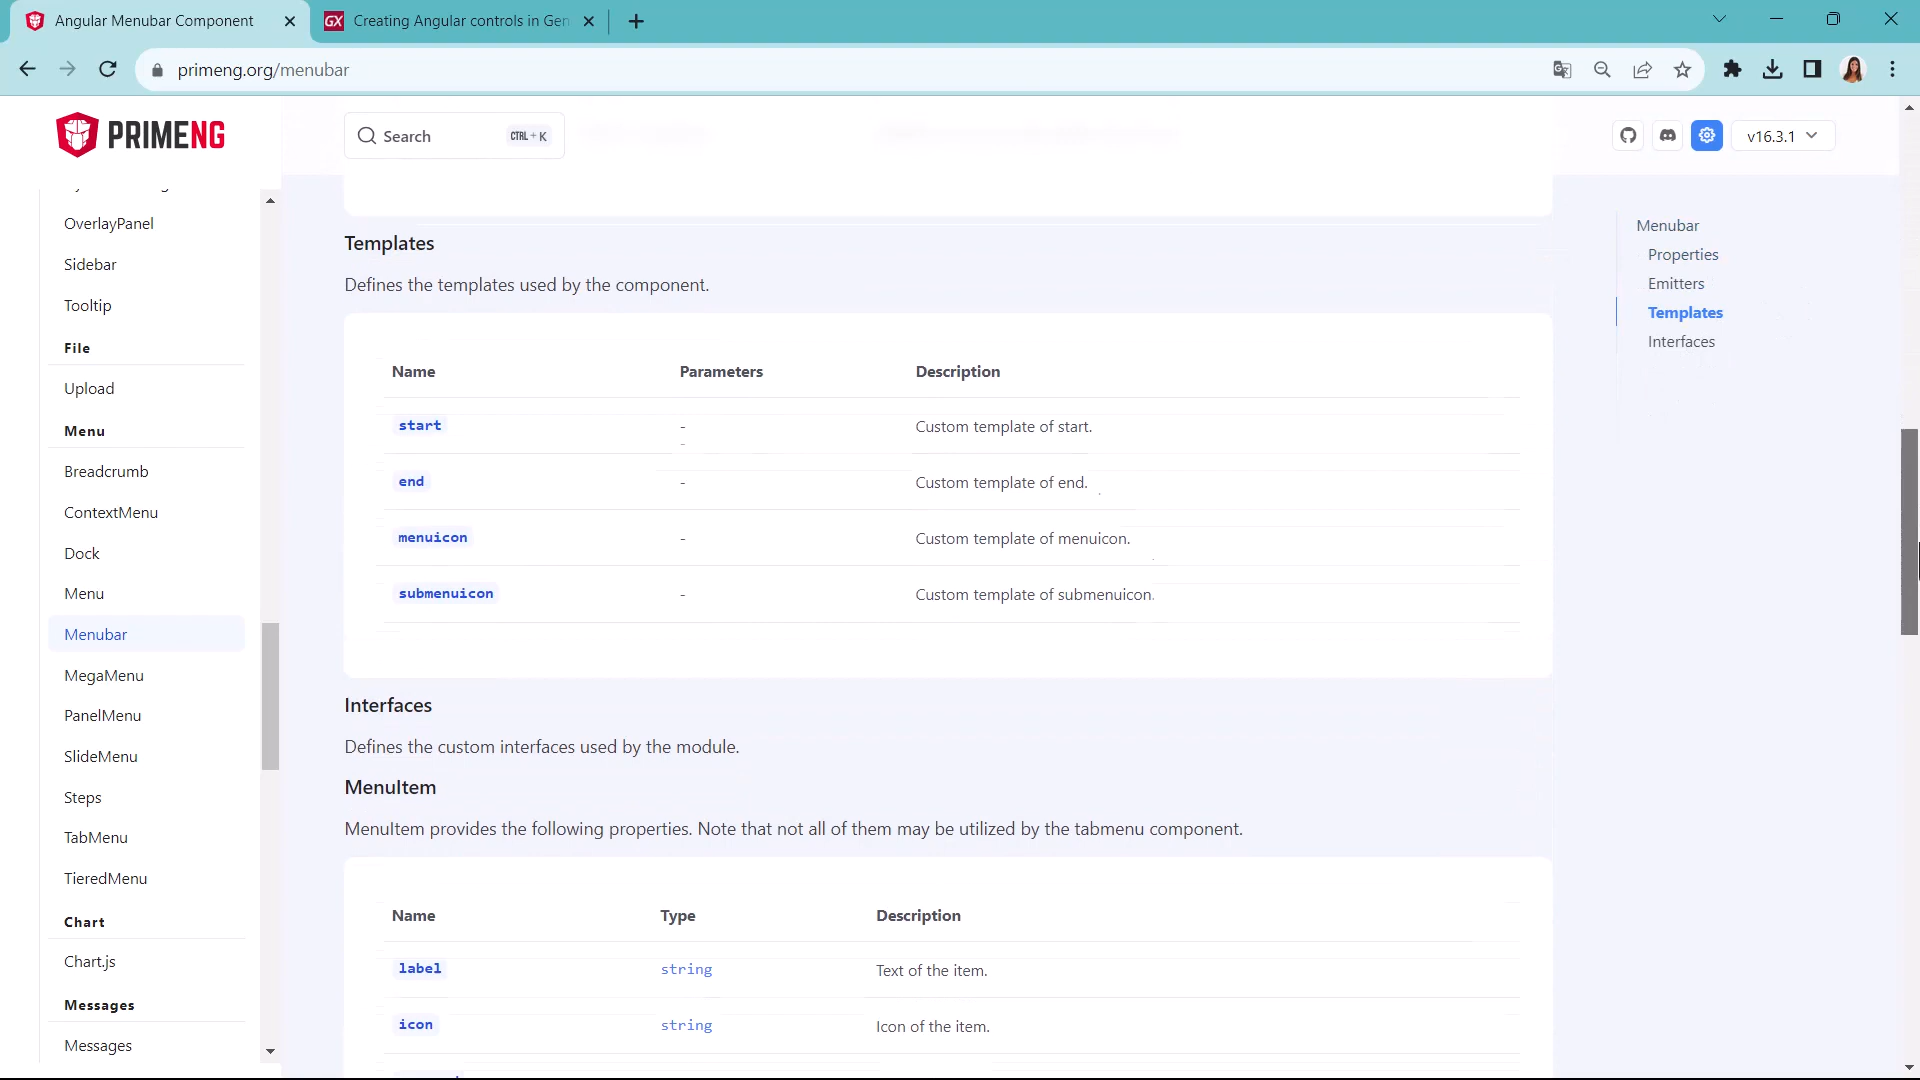 Angular Menubar Component
Creating Angular controls in Gen
primeng.org/menubar
PRIMENG
Search
CTRL + K
v16.3.1
OverlayPanel
Sidebar
Tooltip
File
Upload
Menu
Breadcrumb
ContextMenu
Dock
Menu
Menubar
MegaMenu
PanelMenu
SlideMenu
Steps
TabMenu
TieredMenu
Chart
Chart.js
Messages
Messages
Templates
Defines the templates used by the component.
Name Parameters Description
start - Custom template of start.
end - Custom template of end.
menuicon - Custom template of menuicon.
submenuicon - Custom template of submenuicon.
Interfaces
Defines the custom interfaces used by the module.
MenuItem
MenuItem provides the following properties. Note that not all of them may be utilized by the tabmenu component.
Name Type Description
label string Text of the item.
icon string Icon of the item.
Menubar
Properties
Emitters
Templates
Interfaces